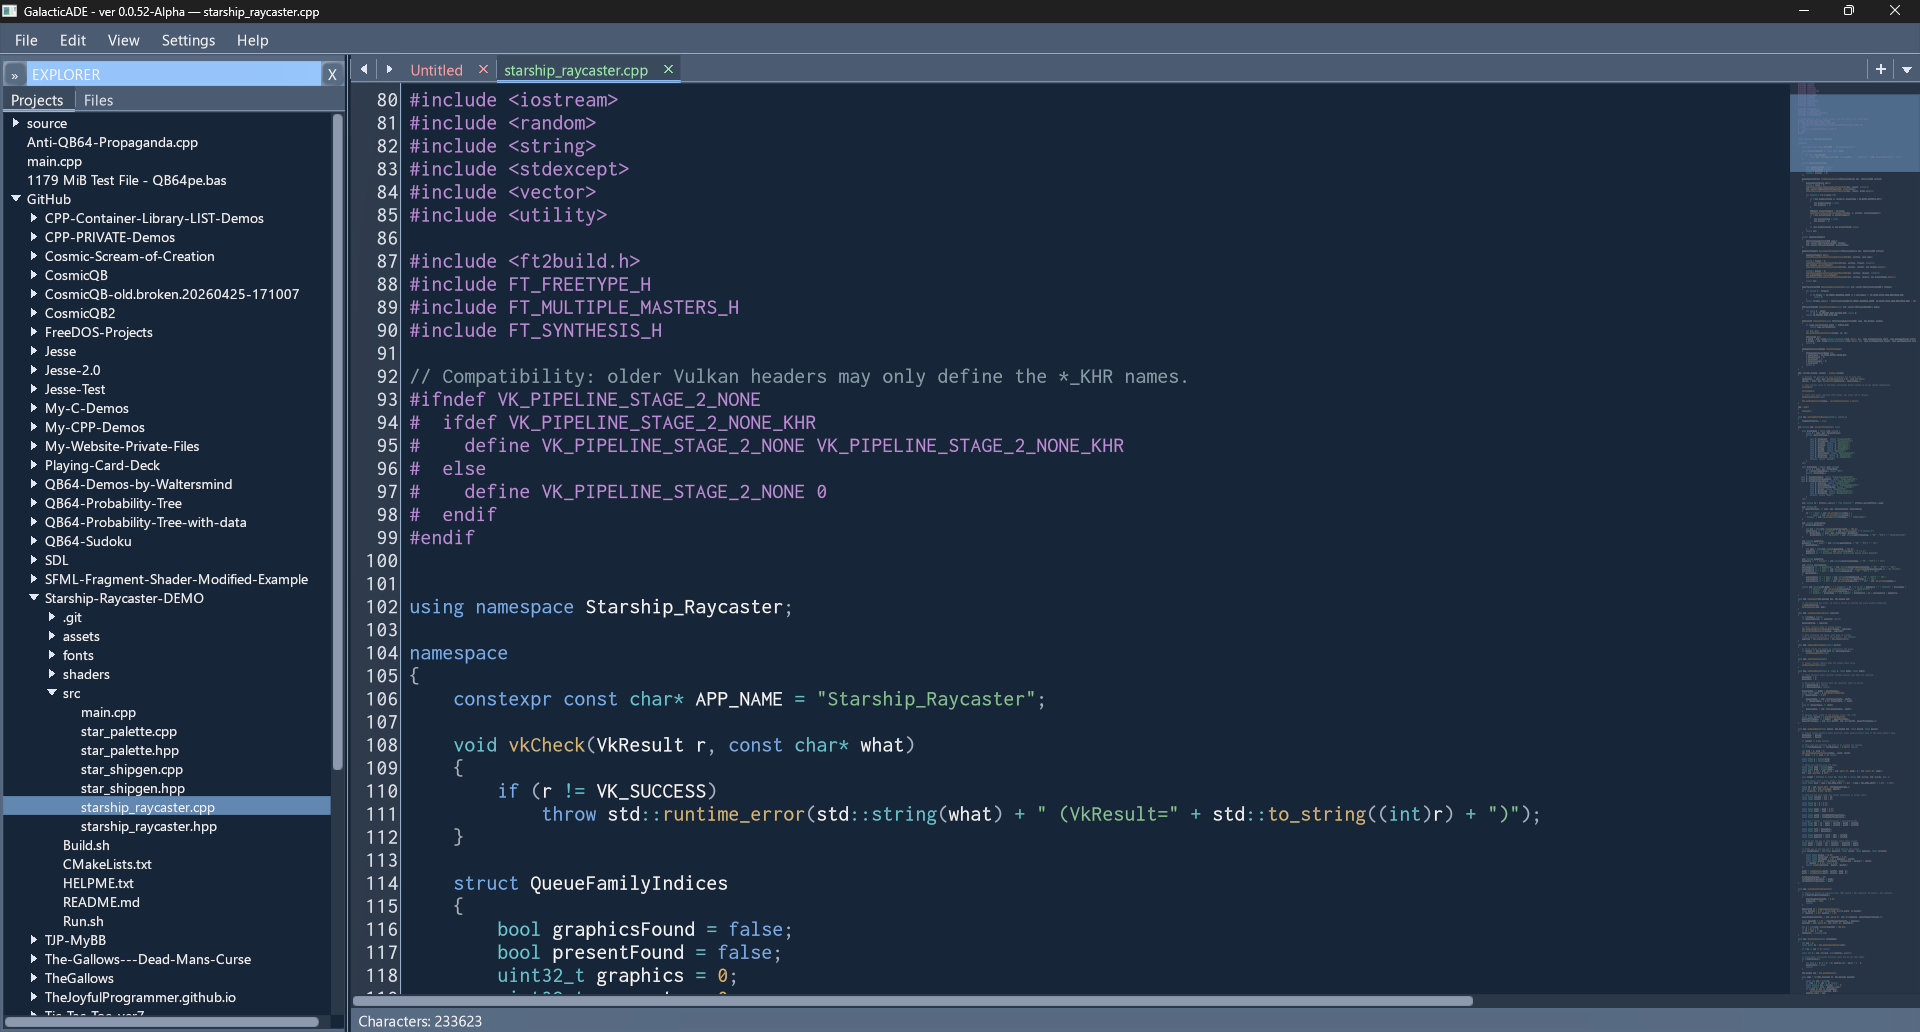 GalacticADE - ver 0.0.52-Alpha — starship_raycaster.cpp
File Edit View Settings Help
» EXPLORER X
Projects Files
source
Anti-QB64-Propaganda.cpp
main.cpp
1179 MiB Test File - QB64pe.bas
GitHub
CPP-Container-Library-LIST-Demos
CPP-PRIVATE-Demos
Cosmic-Scream-of-Creation
CosmicQB
CosmicQB-old.broken.20260425-171007
CosmicQB2
FreeDOS-Projects
Jesse
Jesse-2.0
Jesse-Test
My-C-Demos
My-CPP-Demos
My-Website-Private-Files
Playing-Card-Deck
QB64-Demos-by-Waltersmind
QB64-Probability-Tree
QB64-Probability-Tree-with-data
QB64-Sudoku
SDL
SFML-Fragment-Shader-Modified-Example
Starship-Raycaster-DEMO
.git
assets
fonts
shaders
src
main.cpp
star_palette.cpp
star_palette.hpp
star_shipgen.cpp
star_shipgen.hpp
starship_raycaster.cpp
starship_raycaster.hpp
Build.sh
CMakeLists.txt
HELPME.txt
README.md
Run.sh
TJP-MyBB
The-Gallows---Dead-Mans-Curse
TheGallows
TheJoyfulProgrammer.github.io
Untitled × starship_raycaster.cpp × +
80 #include <iostream>
81 #include <random>
82 #include <string>
83 #include <stdexcept>
84 #include <vector>
85 #include <utility>
86
87 #include <ft2build.h>
88 #include FT_FREETYPE_H
89 #include FT_MULTIPLE_MASTERS_H
90 #include FT_SYNTHESIS_H
91
92 // Compatibility: older Vulkan headers may only define the *_KHR names.
93 #ifndef VK_PIPELINE_STAGE_2_NONE
94 #  ifdef VK_PIPELINE_STAGE_2_NONE_KHR
95 #    define VK_PIPELINE_STAGE_2_NONE VK_PIPELINE_STAGE_2_NONE_KHR
96 #  else
97 #    define VK_PIPELINE_STAGE_2_NONE 0
98 #  endif
99 #endif
100
101
102 using namespace Starship_Raycaster;
103
104 namespace
105 {
106     constexpr const char* APP_NAME = "Starship_Raycaster";
107
108     void vkCheck(VkResult r, const char* what)
109     {
110         if (r != VK_SUCCESS)
111             throw std::runtime_error(std::string(what) + " (VkResult=" + std::to_string((int)r) + ")");
112     }
113
114     struct QueueFamilyIndices
115     {
116         bool graphicsFound = false;
117         bool presentFound = false;
118         uint32_t graphics = 0;
Characters: 233623